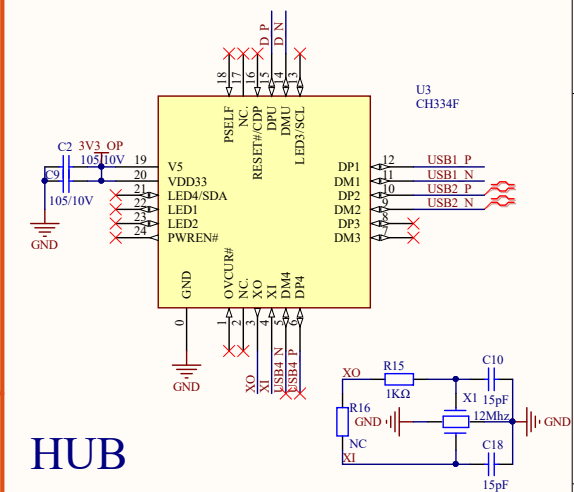 D_P
D_N
18
17
16
15
14
13
U3
CH334F
PSELF
NC.
RESET#/CDP
DPU
DMU
LED3/SCL
C2
3V3_OP
105/10V
C9
105/10V
GND
19
20
21
22
23
24
V5
VDD33
LED4/SDA
LED1
LED2
PWREN#
DP1
DM1
DP2
DM2
DP3
DM3
12
11
10
9
8
7
USB1_P
USB1_N
USB2_P
USB2_N
GND
OVCUR#
NC.
XO
XI
DM4
DP4
0
1
2
3
4
5
6
GND
XO
XI
USB4_N
USB4_P
XO
R15
1KΩ
C10
15pF
X1
12Mhz
R16
NC
GND
GND
XI
C18
15pF
HUB